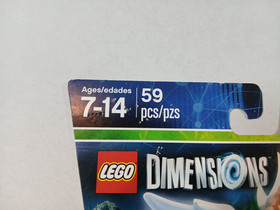 Ages/edades
7-14
59
pcs/pzs
LEGO
DIMENSIONS